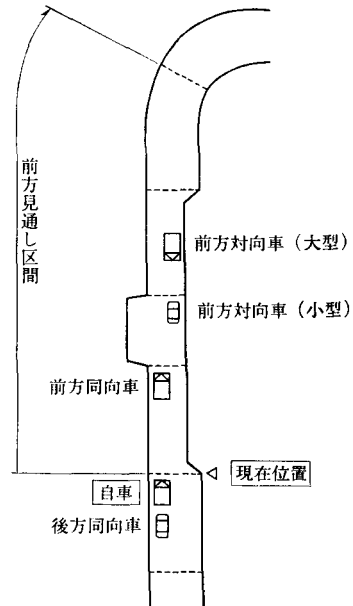 前方見通し区間
前方対向車（大型）
前方対向車（小型）
前方同向車
現在位置
自車
後方同向車